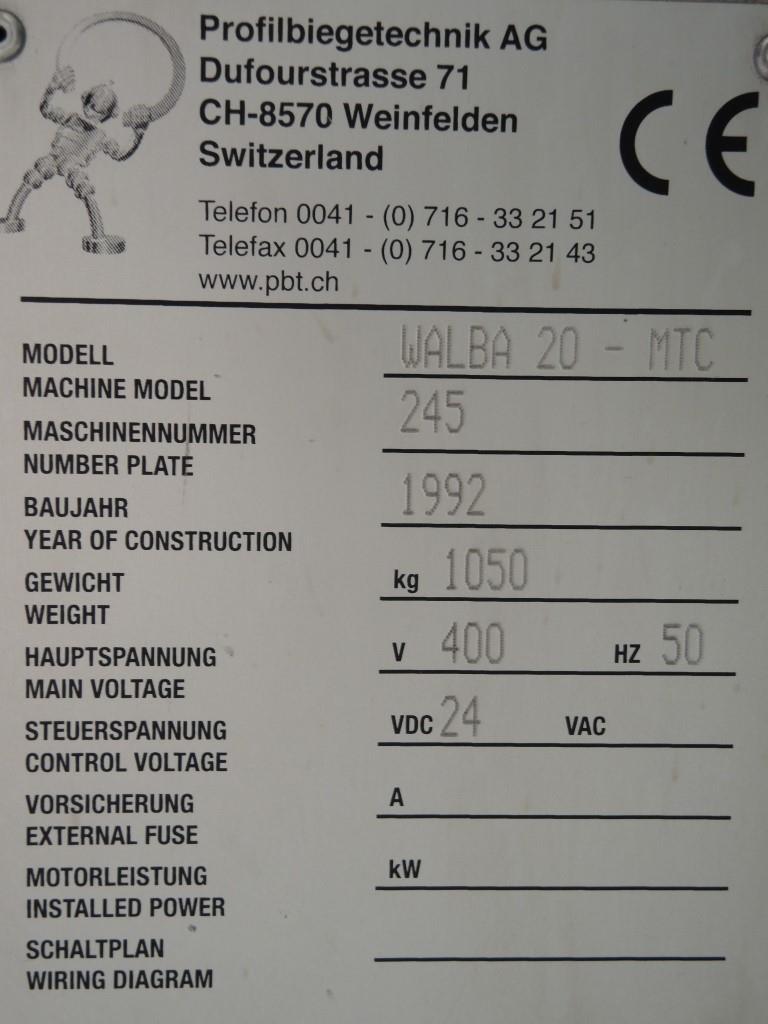 Profilbiegetechnik AG
Dufourstrasse 71
CH-8570 Weinfelden
Switzerland
CE
Telefon 0041 - (0) 716 - 33 21 51
Telefax 0041 - (0) 716 - 33 21 43
www.pbt.ch
MODELL
MACHINE MODEL
WALBA 20 - MTC
MASCHINENNUMMER
NUMBER PLATE
245
BAUJAHR
YEAR OF CONSTRUCTION
1992
GEWICHT
WEIGHT
kg 1050
HAUPTSPANNUNG
MAIN VOLTAGE
V 400 HZ 50
STEUERSPANNUNG
CONTROL VOLTAGE
VDC 24 VAC
VORSICHERUNG
EXTERNAL FUSE
A
MOTORLEISTUNG
INSTALLED POWER
kW
SCHALTPLAN
WIRING DIAGRAM